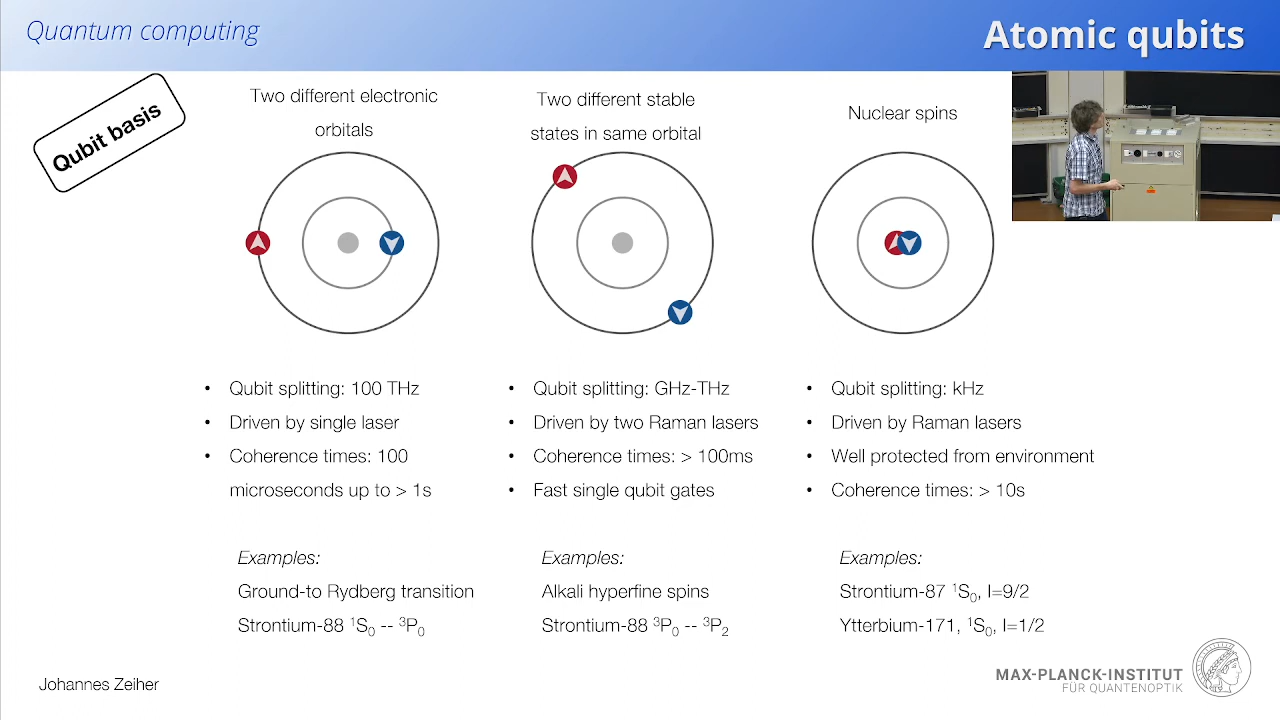 Quantum computing
Atomic qubits
Qubit basis
Two different electronic
orbitals
Two different stable
states in same orbital
Nuclear spins
• Qubit splitting: 100 THz
• Driven by single laser
• Coherence times: 100
microseconds up to > 1s
• Qubit splitting: GHz-THz
• Driven by two Raman lasers
• Coherence times: > 100ms
• Fast single qubit gates
• Qubit splitting: kHz
• Driven by Raman lasers
• Well protected from environment
• Coherence times: > 10s
Examples:
Ground-to Rydberg transition
Strontium-88 ¹S₀ -- ³P₀
Examples:
Alkali hyperfine spins
Strontium-88 ³P₀ -- ³P₂
Examples:
Strontium-87 ¹S₀, I=9/2
Ytterbium-171, ¹S₀, I=1/2
Johannes Zeiher
MAX-PLANCK-INSTITUT
FÜR QUANTENOPTIK